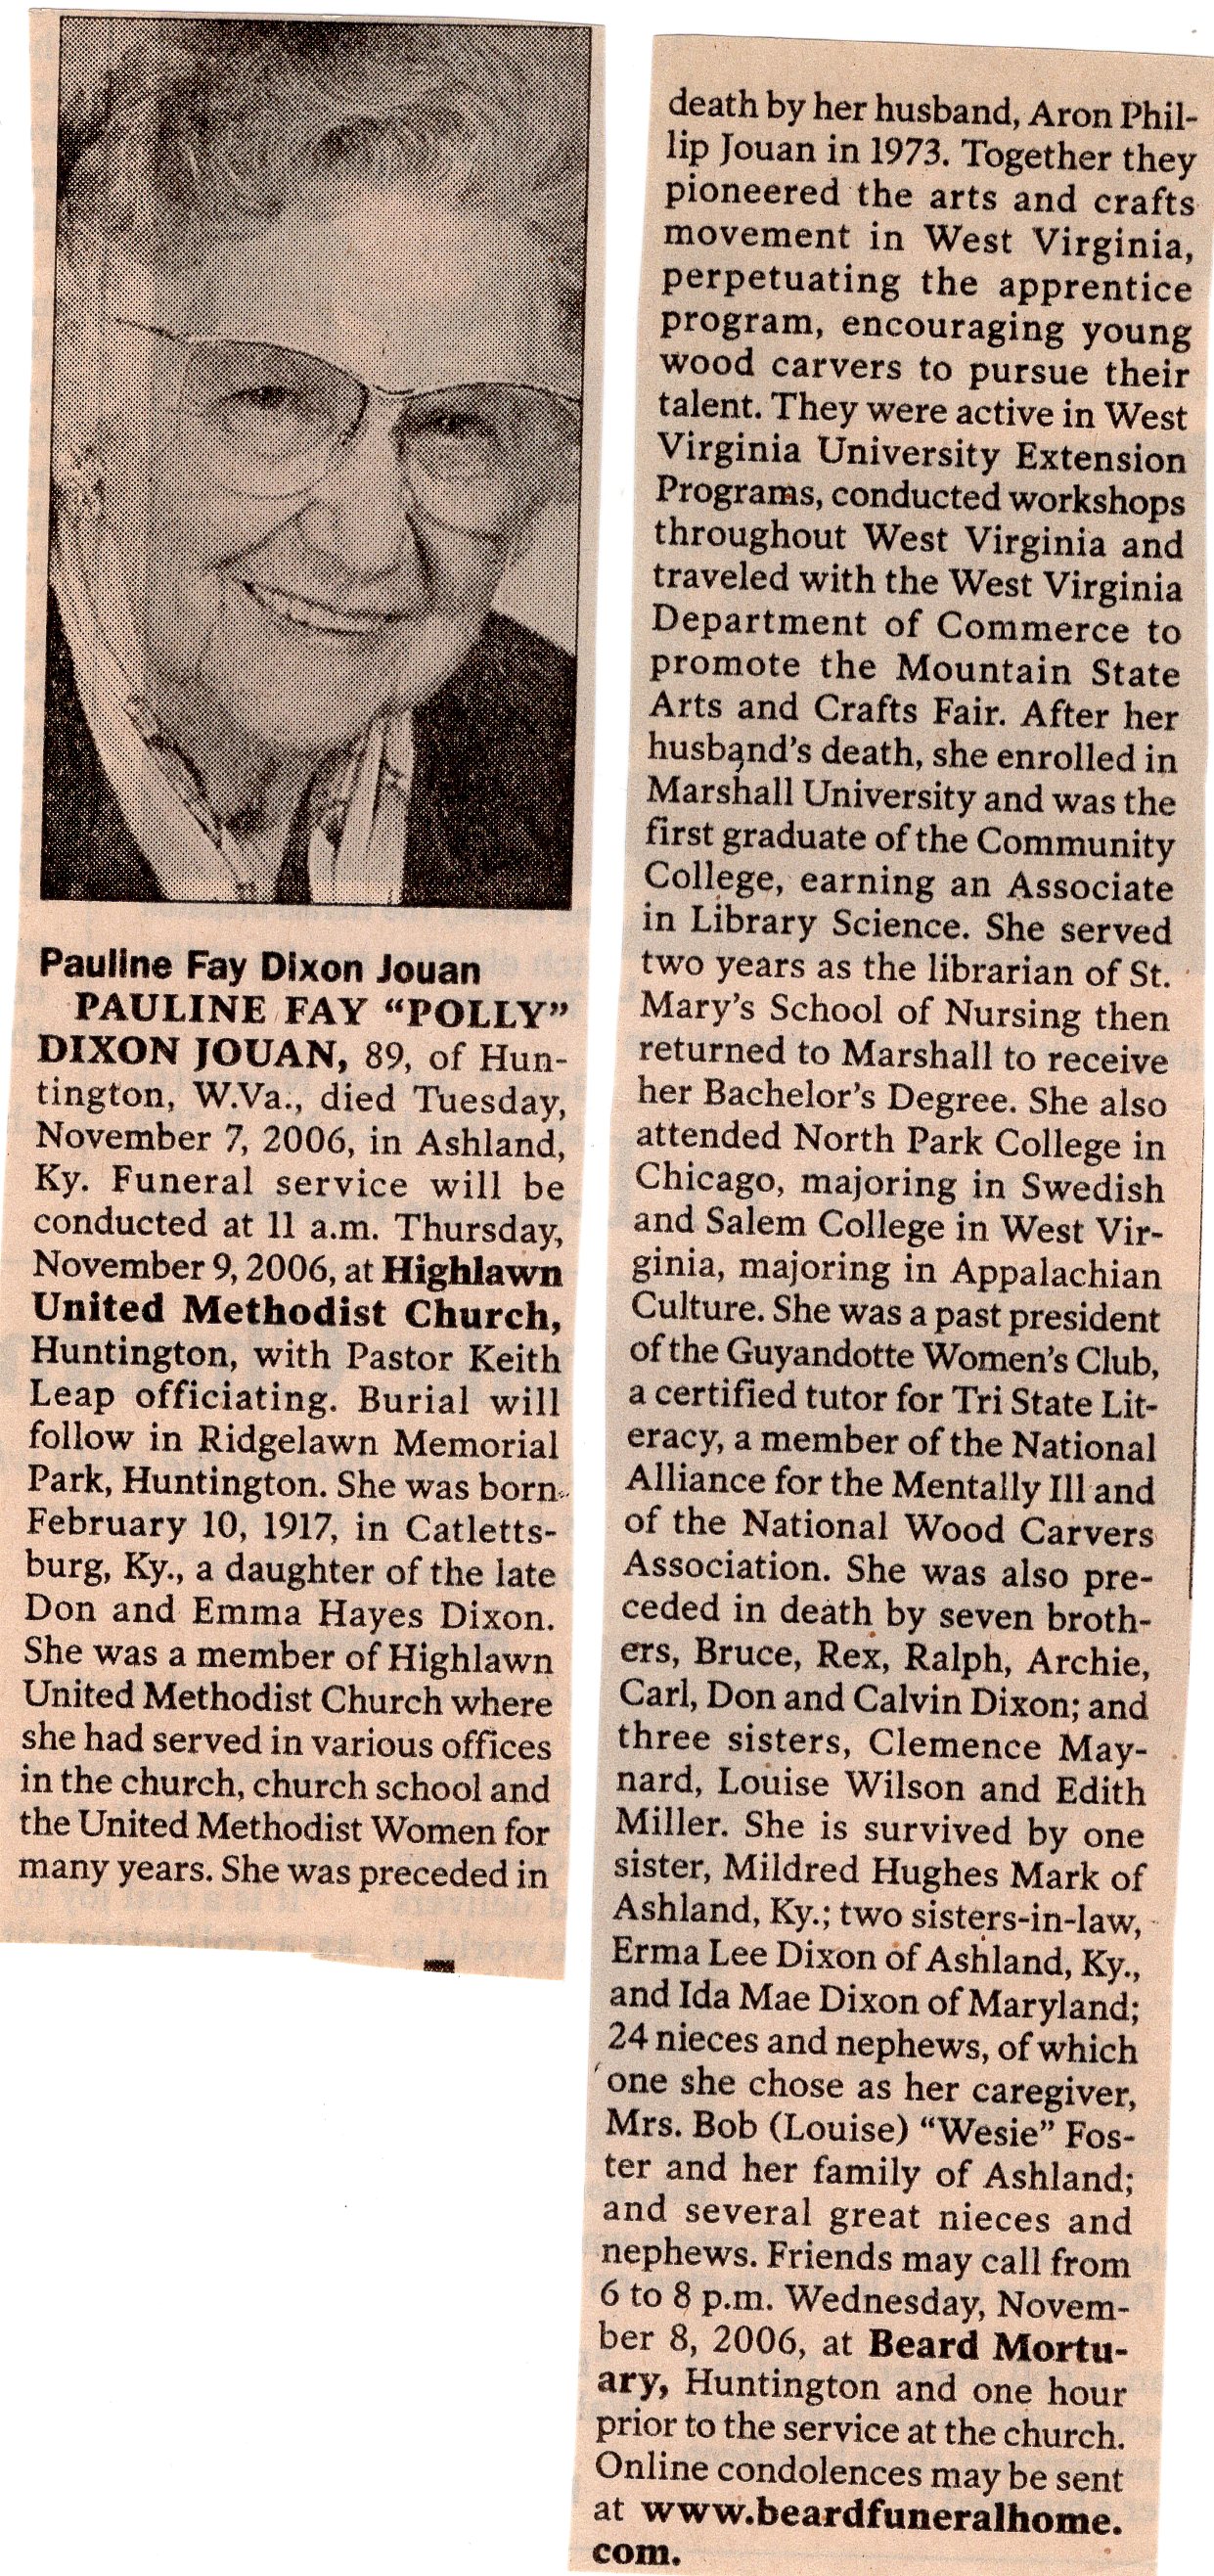 Pauline Fay Dixon Jouan
PAULINE FAY “POLLY”
DIXON JOUAN, 89, of Hun-
tington, W.Va., died Tuesday,
November 7, 2006, in Ashland,
Ky. Funeral service will be
conducted at 11 a.m. Thursday,
November 9, 2006, at Highlawn
United Methodist Church,
Huntington, with Pastor Keith
Leap officiating. Burial will
follow in Ridgelawn Memorial
Park, Huntington. She was born
February 10, 1917, in Catletts-
burg, Ky., a daughter of the late
Don and Emma Hayes Dixon.
She was a member of Highlawn
United Methodist Church where
she had served in various offices
in the church, church school and
the United Methodist Women for
many years. She was preceded in
death by her husband, Aron Phil-
lip Jouan in 1973. Together they
pioneered the arts and crafts
movement in West Virginia,
perpetuating the apprentice
program, encouraging young
wood carvers to pursue their
talent. They were active in West
Virginia University Extension
Programs, conducted workshops
throughout West Virginia and
traveled with the West Virginia
Department of Commerce to
promote the Mountain State
Arts and Crafts Fair. After her
husband’s death, she enrolled in
Marshall University and was the
first graduate of the Community
College, earning an Associate
in Library Science. She served
two years as the librarian of St.
Mary’s School of Nursing then
returned to Marshall to receive
her Bachelor’s Degree. She also
attended North Park College in
Chicago, majoring in Swedish
and Salem College in West Vir-
ginia, majoring in Appalachian
Culture. She was a past president
of the Guyandotte Women’s Club,
a certified tutor for Tri State Lit-
eracy, a member of the National
Alliance for the Mentally Ill and
of the National Wood Carvers
Association. She was also pre-
ceded in death by seven broth-
ers, Bruce, Rex, Ralph, Archie,
Carl, Don and Calvin Dixon; and
three sisters, Clemence May-
nard, Louise Wilson and Edith
Miller. She is survived by one
sister, Mildred Hughes Mark of
Ashland, Ky.; two sisters-in-law,
Erma Lee Dixon of Ashland, Ky.,
and Ida Mae Dixon of Maryland;
24 nieces and nephews, of which
one she chose as her caregiver,
Mrs. Bob (Louise) “Wesie” Fos-
ter and her family of Ashland;
and several great nieces and
nephews. Friends may call from
6 to 8 p.m. Wednesday, Novem-
ber 8, 2006, at Beard Mortu-
ary, Huntington and one hour
prior to the service at the church.
Online condolences may be sent
at www.beardfuneralhome.
com.